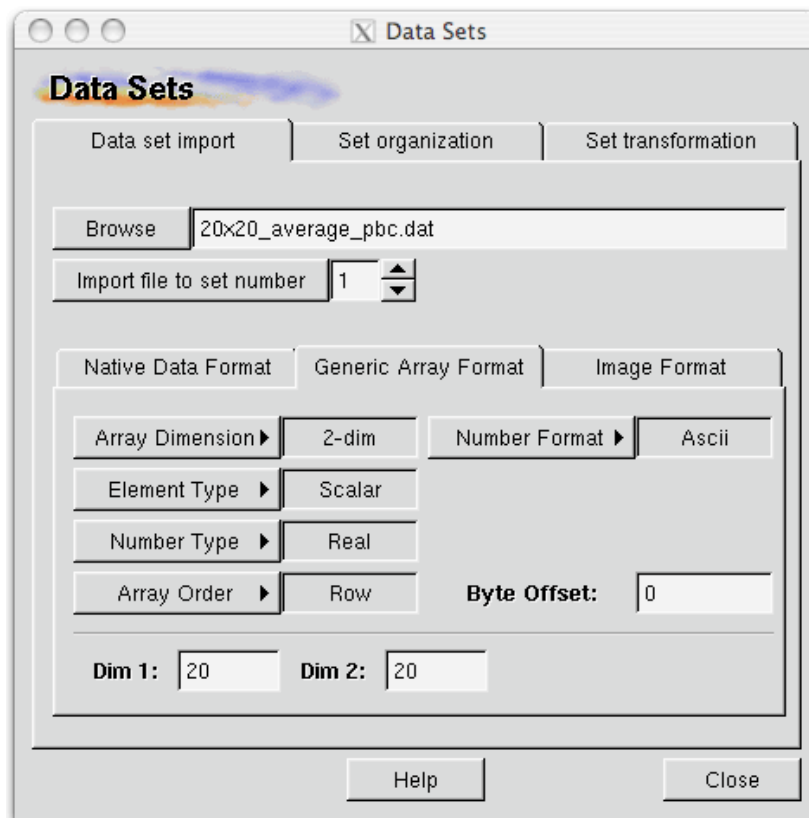 X Data Sets
Data Sets
Data set import Set organization Set transformation
Browse 20x20_average_pbc.dat
Import file to set number 1
Native Data Format Generic Array Format Image Format
Array Dimension 2-dim Number Format Ascii
Element Type Scalar
Number Type Real
Array Order Row Byte Offset: 0
Dim 1: 20 Dim 2: 20
Help Close